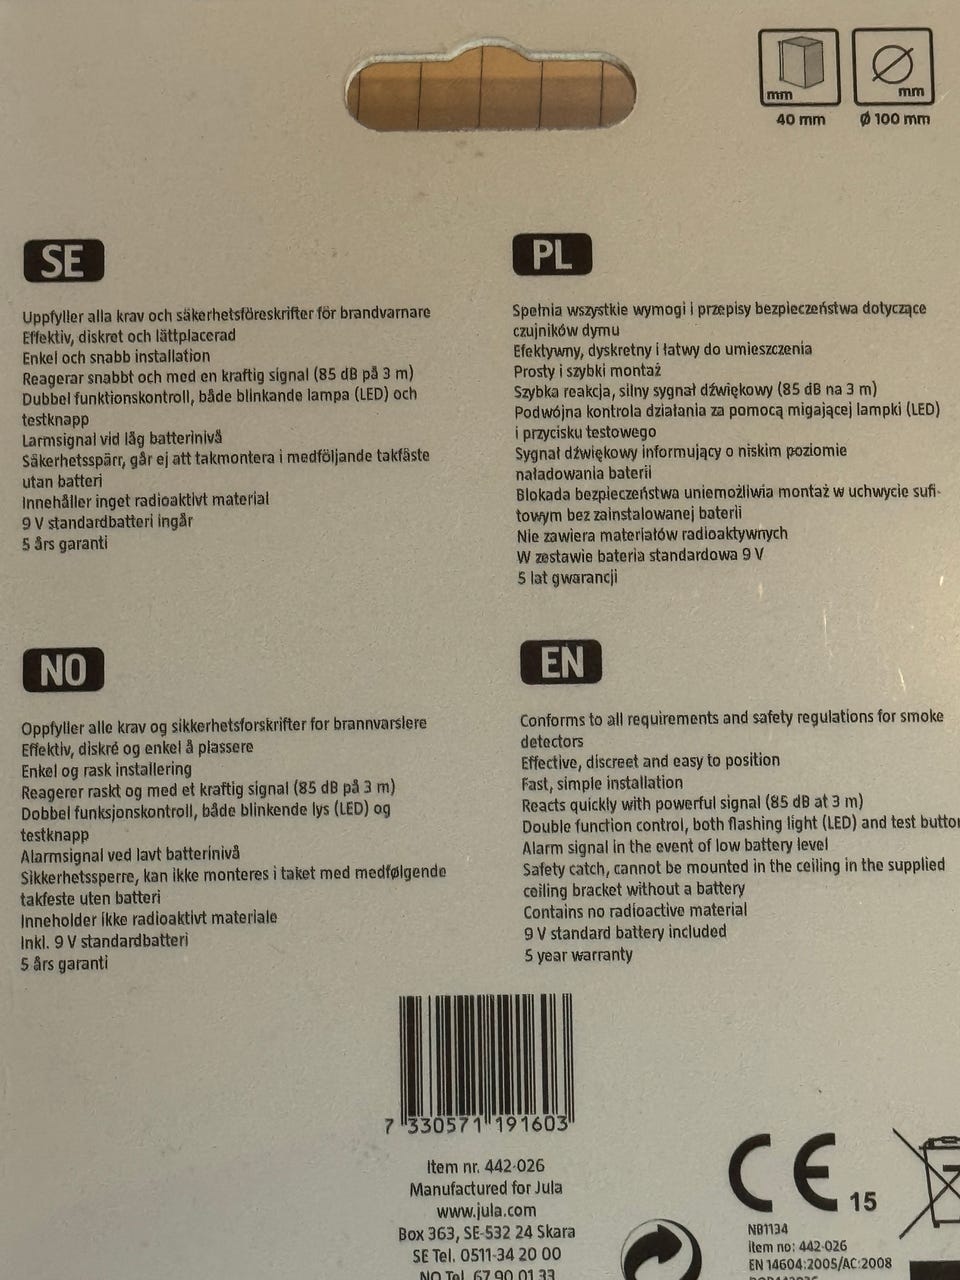 mm
mm
40 mm
Ø 100 mm
SE
Uppfyller alla krav och säkerhetsföreskrifter för brandvarnare
Effektiv, diskret och lättplacerad
Enkel och snabb installation
Reagerar snabbt och med en kraftig signal (85 dB på 3 m)
Dubbel funktionskontroll, både blinkande lampa (LED) och
testknapp
Larmsignal vid låg batterinivå
Säkerhetsspärr, går ej att takmontera i medföljande takfäste
utan batteri
Innehåller inget radioaktivt material
9 V standardbatteri ingår
5 års garanti
PL
Spełnia wszystkie wymogi i przepisy bezpieczeństwa dotyczące
czujników dymu
Efektywny, dyskretny i łatwy do umieszczenia
Prosty i szybki montaż
Szybka reakcja, silny sygnał dźwiękowy (85 dB na 3 m)
Podwójna kontrola działania za pomocą migającej lampki (LED)
i przycisku testowego
Sygnał dźwiękowy informujący o niskim poziomie
naładowania baterii
Blokada bezpieczeństwa uniemożliwia montaż w uchwycie sufi-
towym bez zainstalowanej baterii
Nie zawiera materiałów radioaktywnych
W zestawie bateria standardowa 9 V
5 lat gwarancji
NO
Oppfyller alle krav og sikkerhetsforskrifter for brannvarslere
Effektiv, diskré og enkel å plassere
Enkel og rask installering
Reagerer raskt og med et kraftig signal (85 dB på 3 m)
Dobbel funksjonskontroll, både blinkende lys (LED) og
testknapp
Alarmsignal ved lavt batterinivå
Sikkerhetssperre, kan ikke monteres i taket med medfølgende
takfeste uten batteri
Inneholder ikke radioaktivt materiale
Inkl. 9 V standardbatteri
5 års garanti
EN
Conforms to all requirements and safety regulations for smoke
detectors
Effective, discreet and easy to position
Fast, simple installation
Reacts quickly with powerful signal (85 dB at 3 m)
Double function control, both flashing light (LED) and test button
Alarm signal in the event of low battery level
Safety catch, cannot be mounted in the ceiling in the supplied
ceiling bracket without a battery
Contains no radioactive material
9 V standard battery included
5 year warranty
7 330571 191603
Item nr. 442-026
Manufactured for Jula
www.jula.com
Box 363, SE-532 24 Skara
SE Tel. 0511-34 20 00
NO Tel. 67 90 01 33
CE 15
NB1134
item no: 442-026
EN 14604:2005/AC:2008